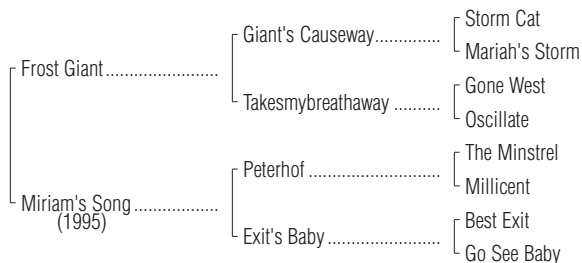 Storm Cat
Giant's Causeway..............
Mariah's Storm
Frost Giant........................
Gone West
Takesmybreathaway ..........
Oscillate
The Minstrel
Peterhof ............................
Millicent
Miriam's Song ..................
(1995)
Best Exit
Exit's Baby ........................
Go See Baby